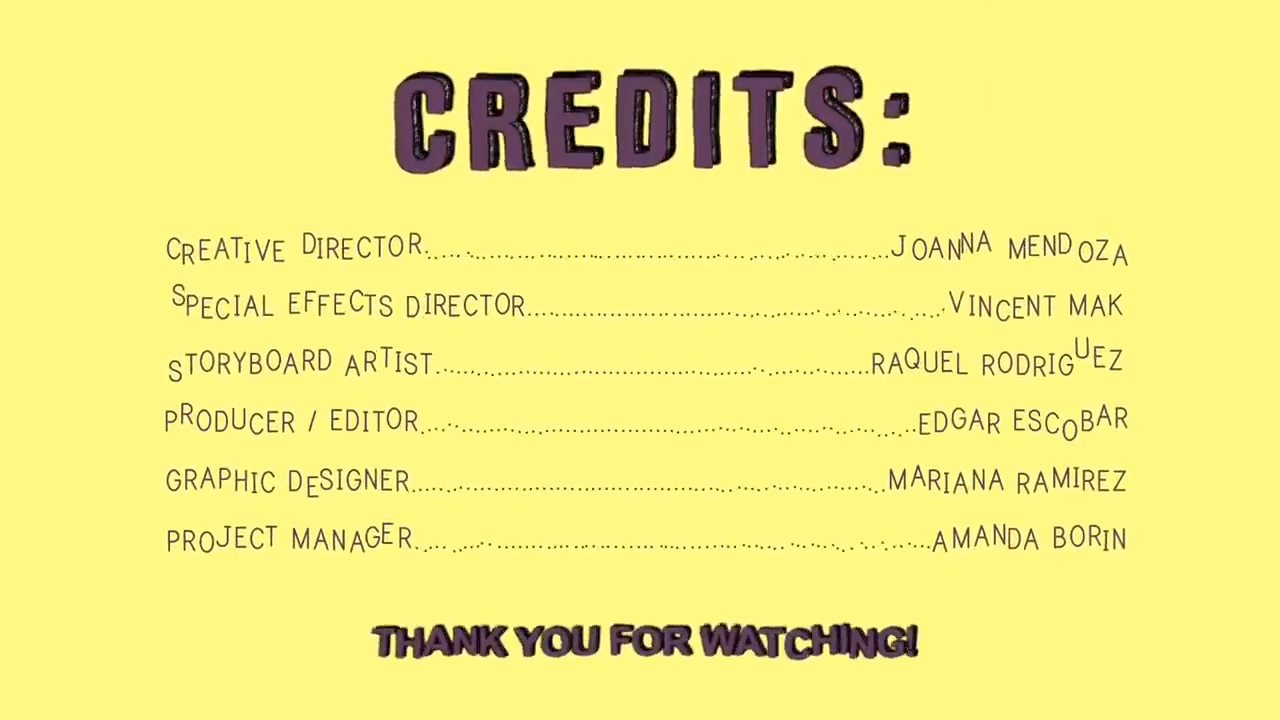 CREDITS:
CREATIVE DIRECTOR........................................................JOANNA MENDOZA
SPECIAL EFFECTS DIRECTOR..................................................VINCENT MAK
STORYBOARD ARTIST....................................................RAQUEL RODRIGUEZ
PRODUCER / EDITOR...........................................................EDGAR ESCOBAR
GRAPHIC DESIGNER.........................................................MARIANA RAMIREZ
PROJECT MANAGER..............................................................AMANDA BORIN
THANK YOU FOR WATCHING!